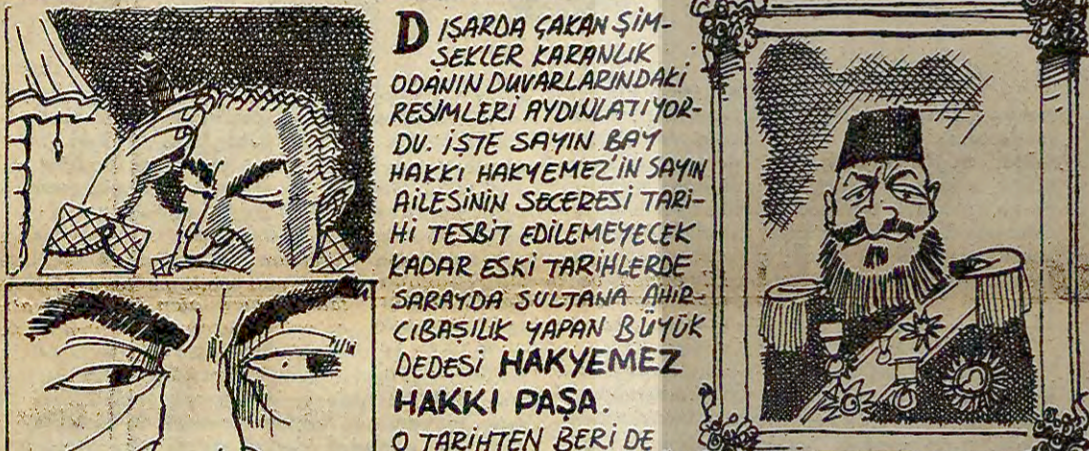 DIŞARDA ÇAKAN ŞİM-
ŞEKLER KARANLIK
ODANIN DUVARLARINDAKİ
RESİMLERİ AYDINLATIYOR-
DU. İŞTE SAYIN BAY
HAKKI HAKYEMEZ'İN SAYIN
AİLESİNİN SECERESİ TARİ-
Hİ TESBİT EDİLEMEYECEK
KADAR ESKİ TARİHLERDE
SARAYDA SULTANA AHIR-
CIBAŞILIK YAPAN BÜYÜK
DEDESİ HAKYEMEZ
HAKKI PAŞA.
O TARİHTEN BERİ DE